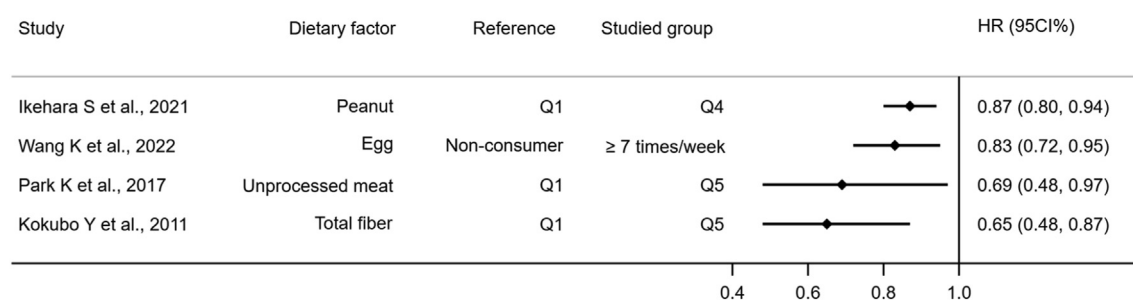 Study Dietary factor Reference Studied group HR (95CI%)
Ikehara S et al., 2021 Peanut Q1 Q4 0.87 (0.80, 0.94)
Wang K et al., 2022 Egg Non-consumer ≥ 7 times/week 0.83 (0.72, 0.95)
Park K et al., 2017 Unprocessed meat Q1 Q5 0.69 (0.48, 0.97)
Kokubo Y et al., 2011 Total fiber Q1 Q5 0.65 (0.48, 0.87)
0.4 0.6 0.8 1.0